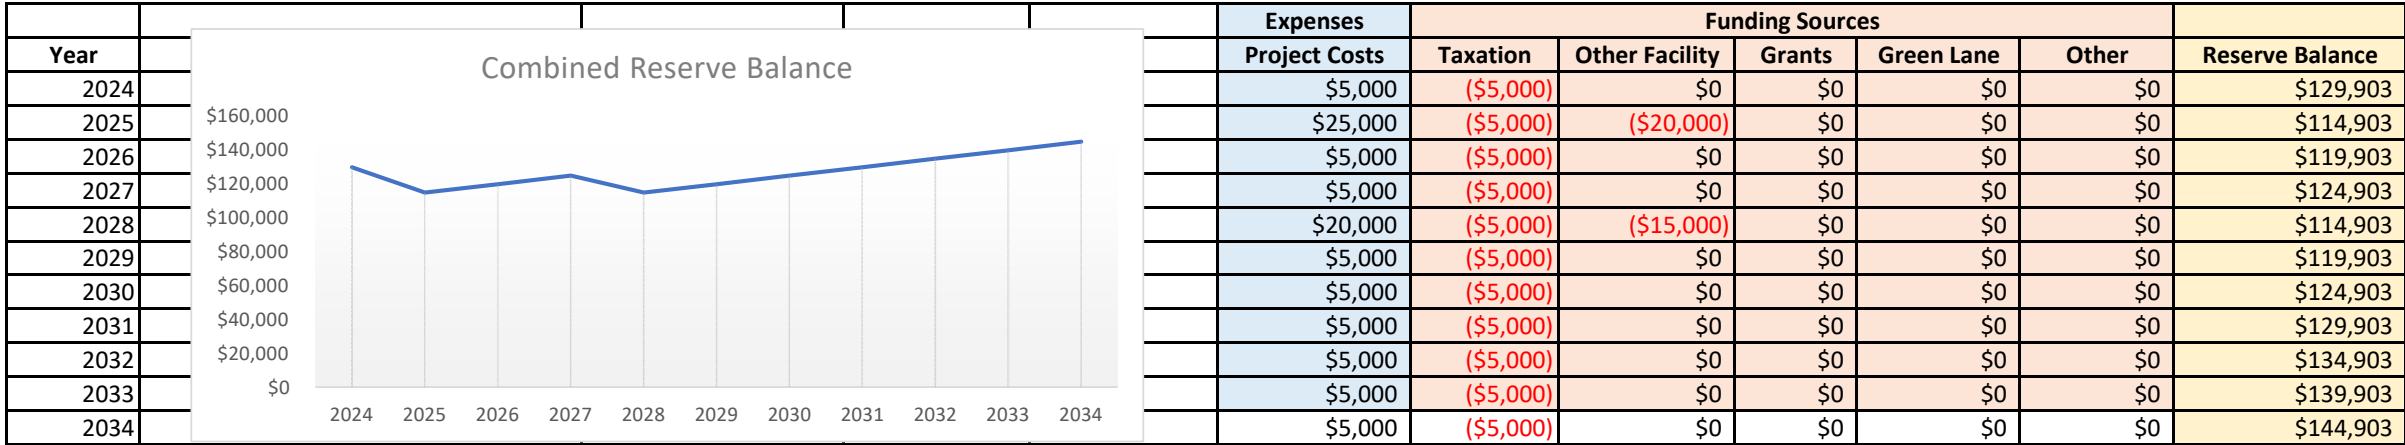 Expenses Funding Sources
Year Project Costs Taxation Other Facility Grants Green Lane Other Reserve Balance
2024 $5,000 ($5,000) $0 $0 $0 $0 $129,903
2025 $25,000 ($5,000) ($20,000) $0 $0 $0 $114,903
2026 $5,000 ($5,000) $0 $0 $0 $0 $119,903
2027 $5,000 ($5,000) $0 $0 $0 $0 $124,903
2028 $20,000 ($5,000) ($15,000) $0 $0 $0 $114,903
2029 $5,000 ($5,000) $0 $0 $0 $0 $119,903
2030 $5,000 ($5,000) $0 $0 $0 $0 $124,903
2031 $5,000 ($5,000) $0 $0 $0 $0 $129,903
2032 $5,000 ($5,000) $0 $0 $0 $0 $134,903
2033 $5,000 ($5,000) $0 $0 $0 $0 $139,903
2034 $5,000 ($5,000) $0 $0 $0 $0 $144,903
Combined Reserve Balance
$160,000
$140,000
$120,000
$100,000
$80,000
$60,000
$40,000
$20,000
$0
2024 2025 2026 2027 2028 2029 2030 2031 2032 2033 2034